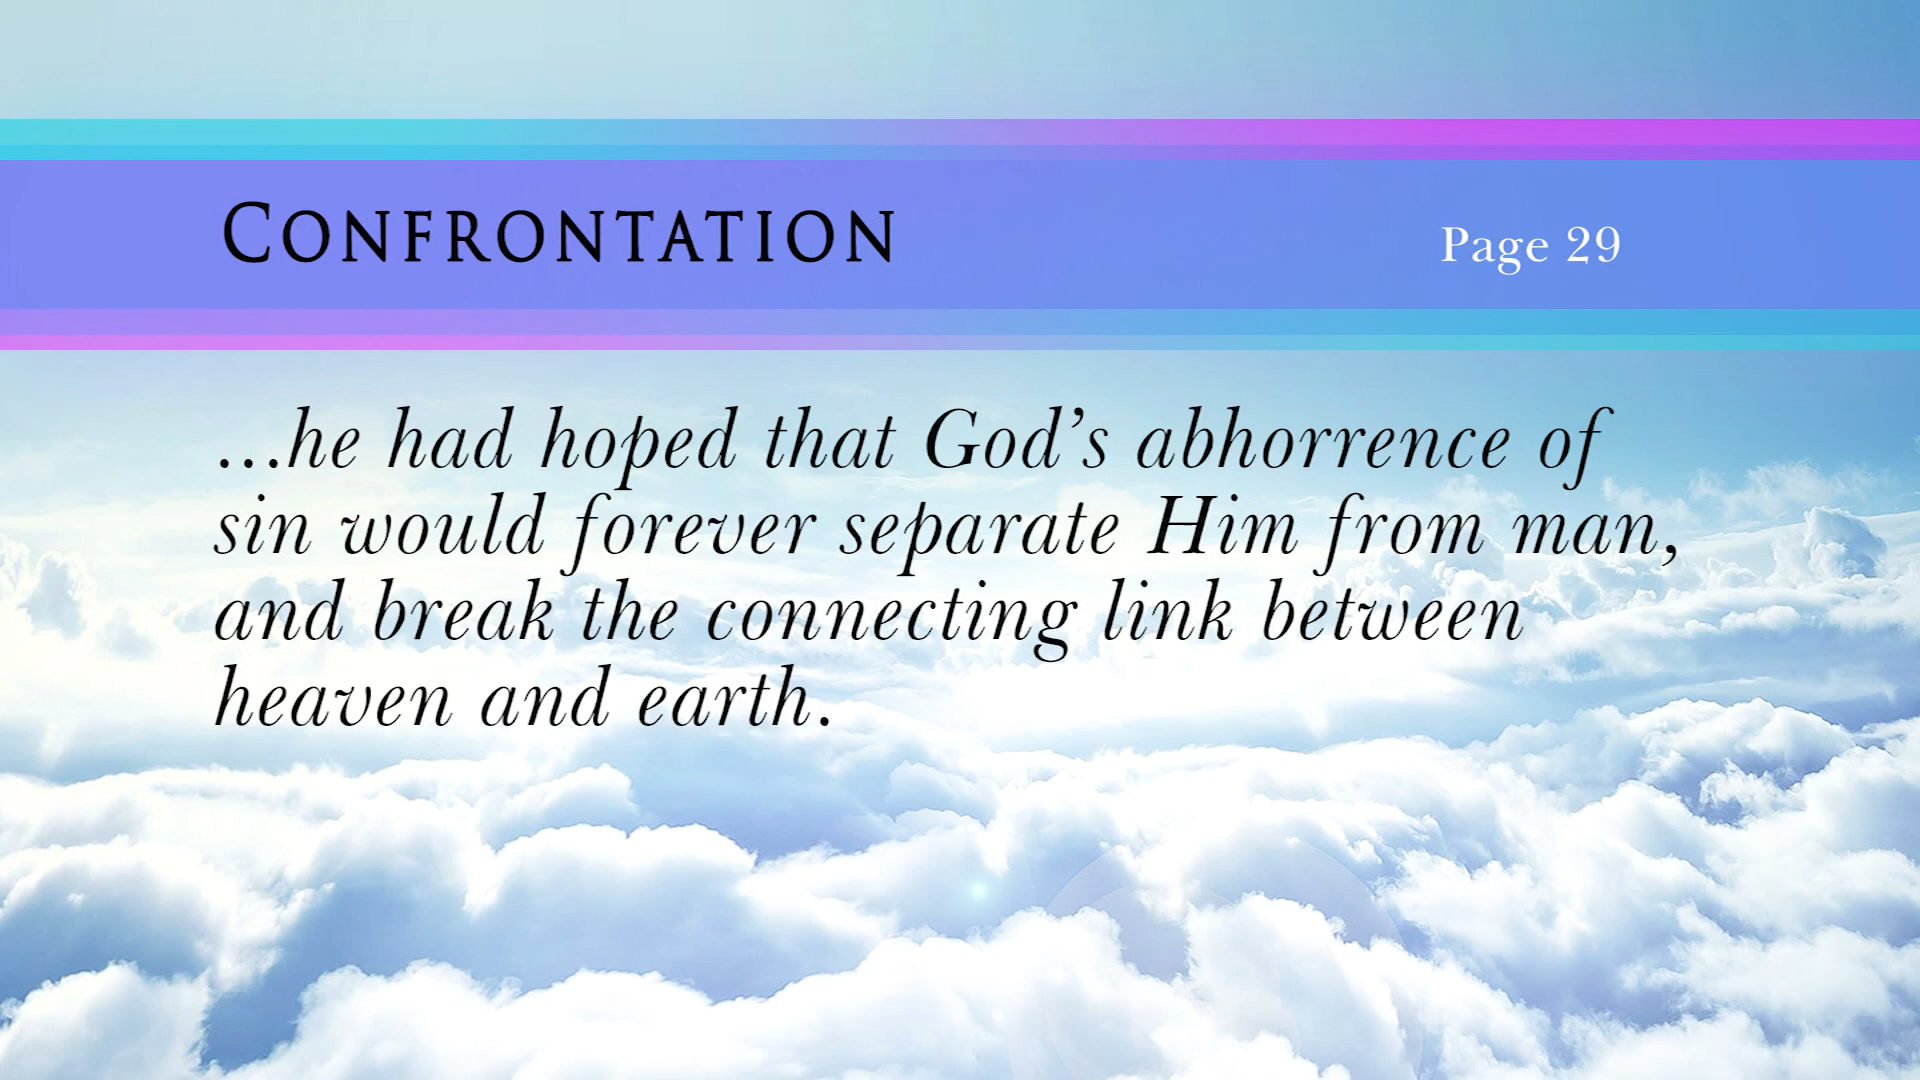 CONFRONTATION
Page 29
...he had hoped that God’s abhorrence of
sin would forever separate Him from man,
and break the connecting link between
heaven and earth.